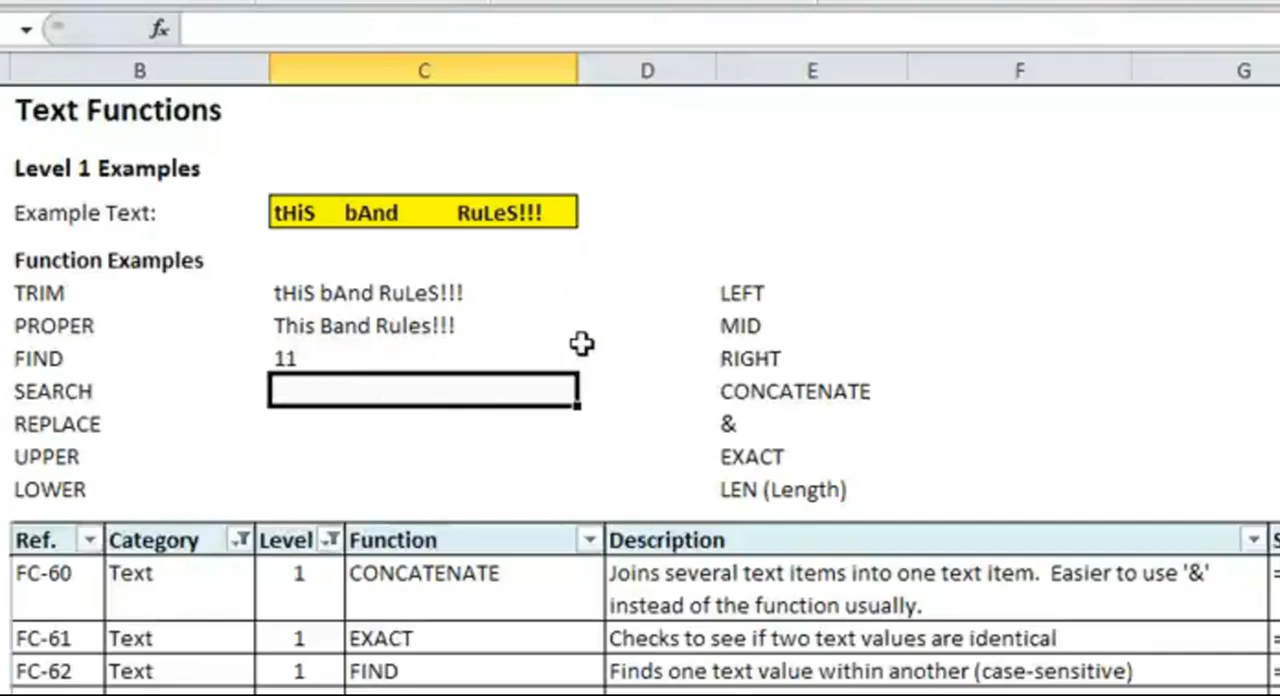 fx
B C D E F G
Text Functions
Level 1 Examples
Example Text: tHiS bAnd RuLeS!!!
Function Examples
TRIM tHiS bAnd RuLeS!!! LEFT
PROPER This Band Rules!!! MID
FIND 11 RIGHT
SEARCH CONCATENATE
REPLACE &
UPPER EXACT
LOWER LEN (Length)
Ref. Category Level Function Description S
FC-60 Text 1 CONCATENATE Joins several text items into one text item. Easier to use '&' =
instead of the function usually.
FC-61 Text 1 EXACT Checks to see if two text values are identical =
FC-62 Text 1 FIND Finds one text value within another (case-sensitive) =